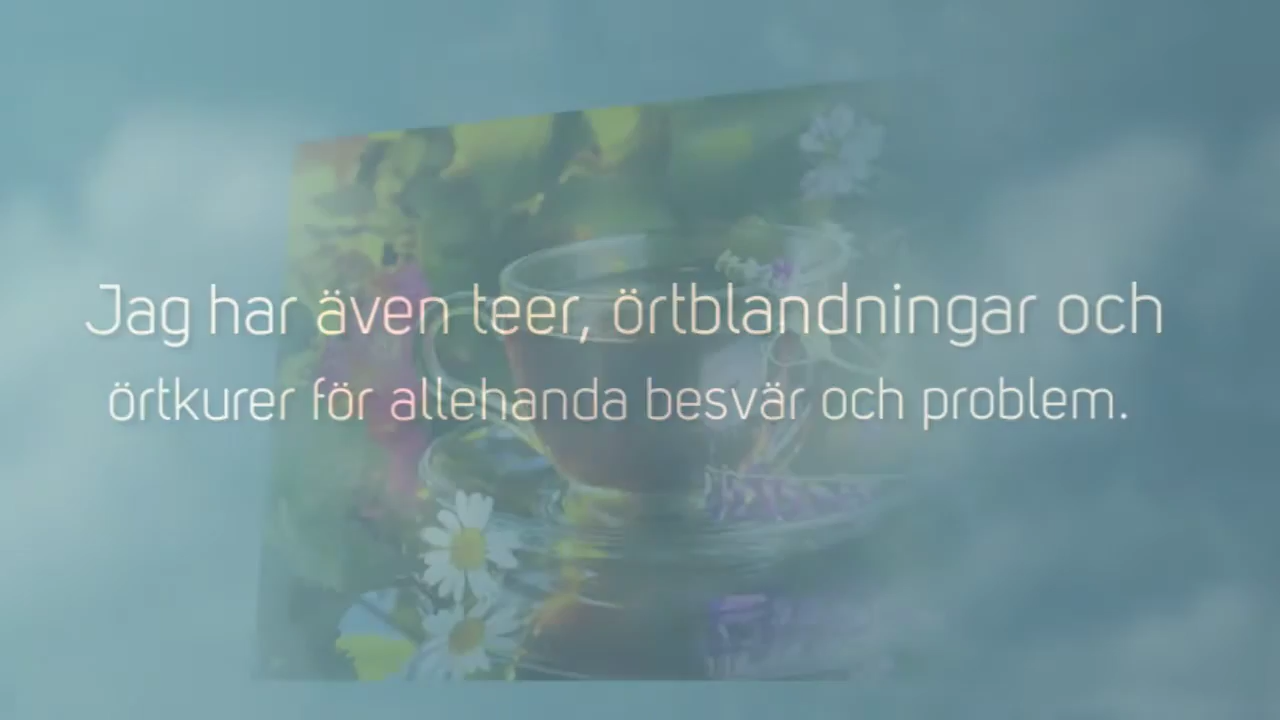 Jag har även teer, örtblandningar och
örtkurer för allehanda besvär och problem.